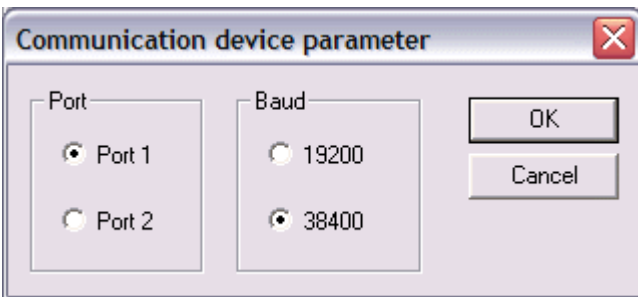 Communication device parameter
Port
Port 1
Port 2
Baud
19200
38400
OK
Cancel